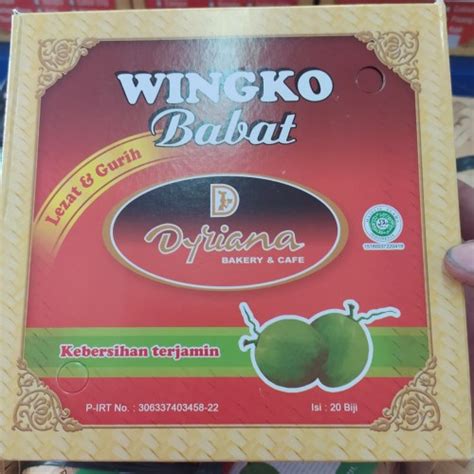 WINGKO
Babat
Lezat & Gurih
Dyriana
BAKERY & CAFE
Kebersihan terjamin
P-IRT No. : 306337403458-22
Isi : 20 Biji